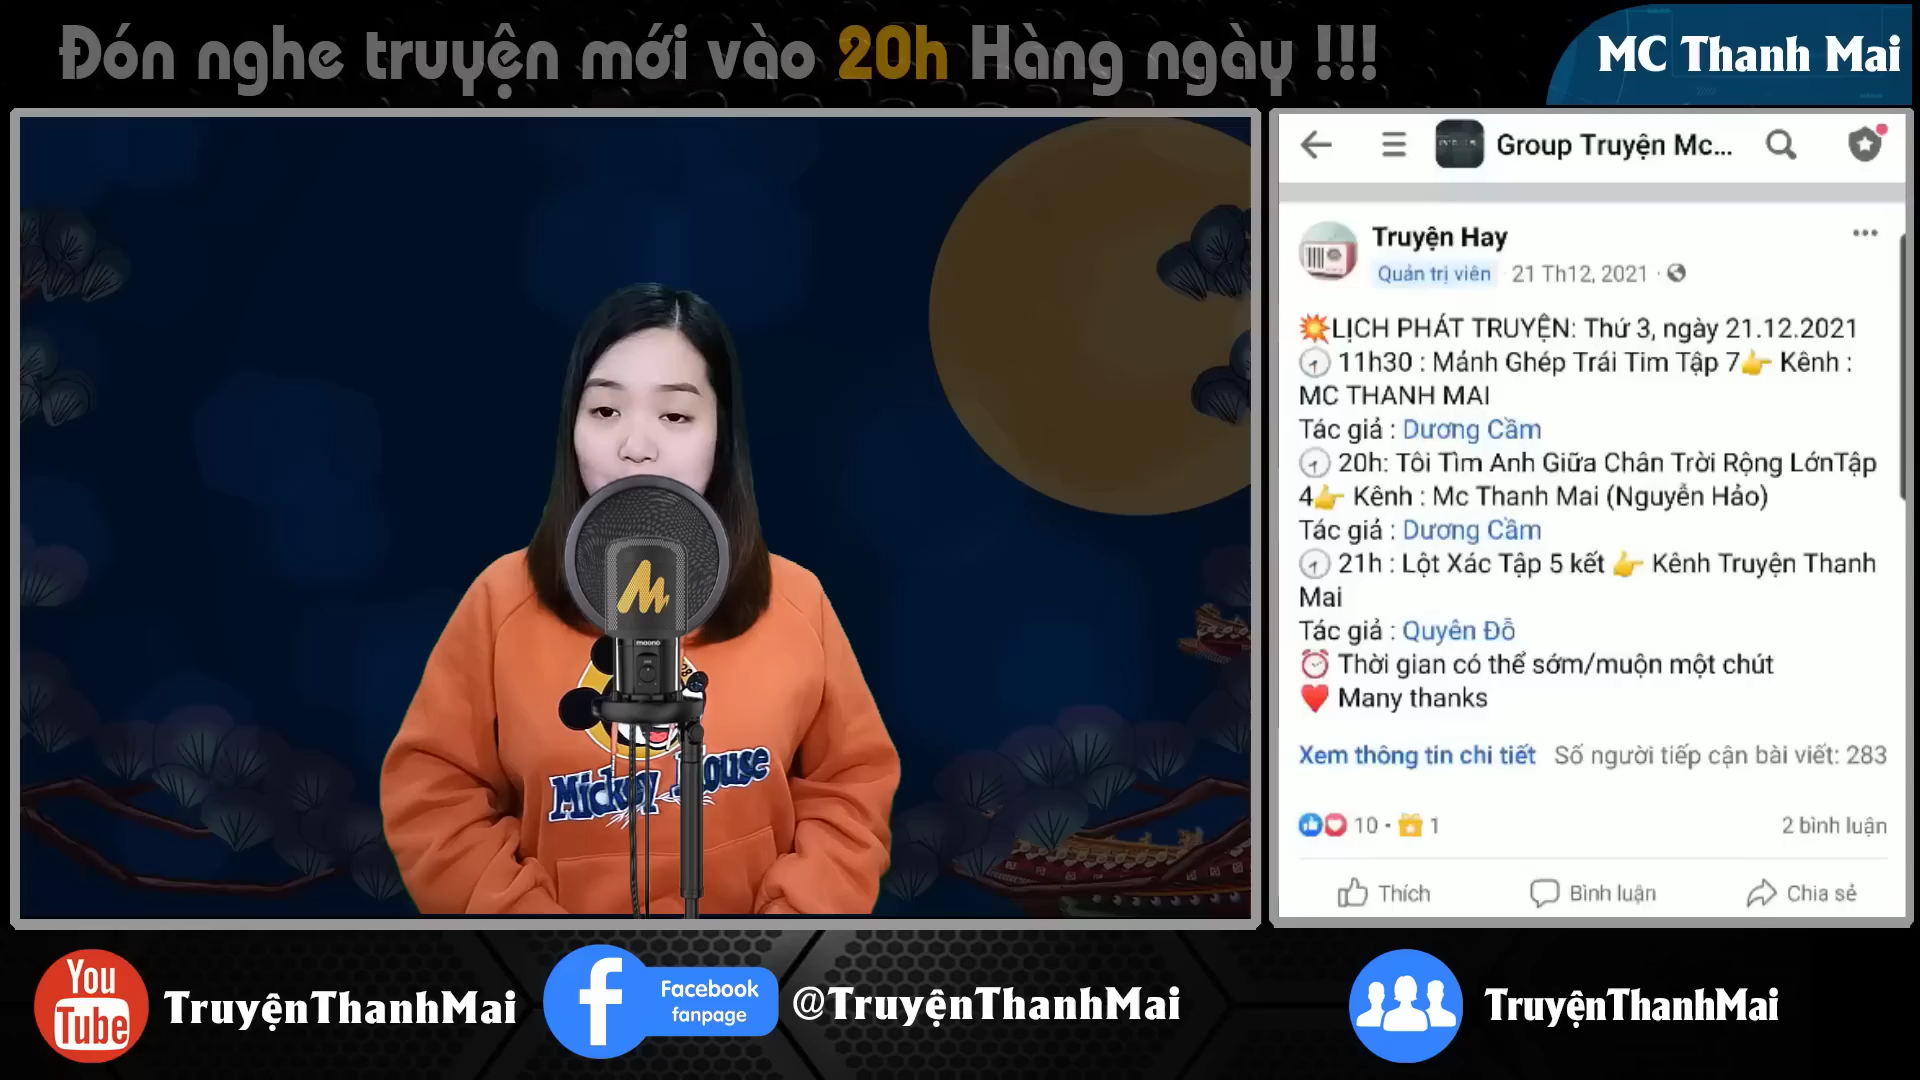 Đón nghe truyện mới vào 20h Hàng ngày !!!
MC Thanh Mai
Group Truyện Mc...
Truyện Hay
Quản trị viên · 21 Th12, 2021 ·
💥LỊCH PHÁT TRUYỆN: Thứ 3, ngày 21.12.2021
🕢 11h30 : Mảnh Ghép Trái Tim Tập 7👉 Kênh :
MC THANH MAI
Tác giả : Dương Cầm
🕢 20h: Tôi Tìm Anh Giữa Chân Trời Rộng LớnTập
4👉 Kênh : Mc Thanh Mai (Nguyễn Hảo)
Tác giả : Dương Cầm
🕢 21h : Lột Xác Tập 5 kết 👉 Kênh Truyện Thanh
Mai
Tác giả : Quyên Đỗ
⏰ Thời gian có thể sớm/muộn một chút
❤️ Many thanks
Xem thông tin chi tiết Số người tiếp cận bài viết: 283
10 · 1 2 bình luận
Thích Bình luận Chia sẻ
maono
Mickey Mouse
You
Tube
TruyệnThanhMai
f
Facebook
fanpage
@TruyệnThanhMai
TruyệnThanhMai